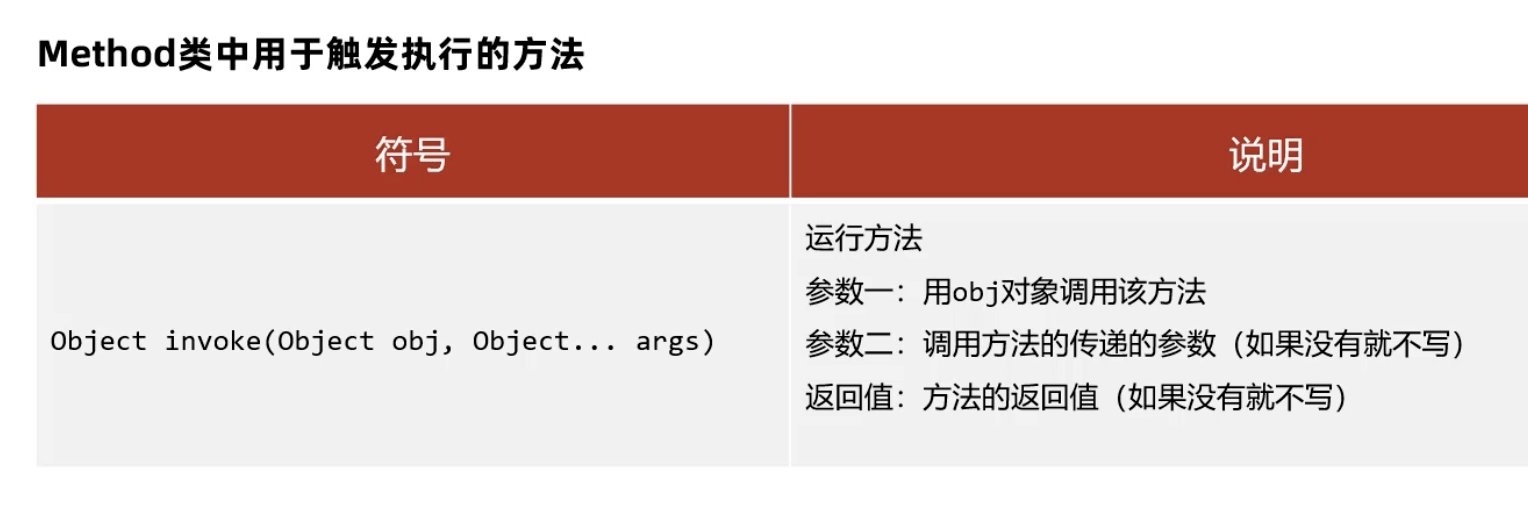 Method类中用于触发执行的方法
符号
说明
Object invoke(Object obj, Object... args)
运行方法
参数一：用obj对象调用该方法
参数二：调用方法的传递的参数（如果没有就不写）
返回值：方法的返回值（如果没有就不写）